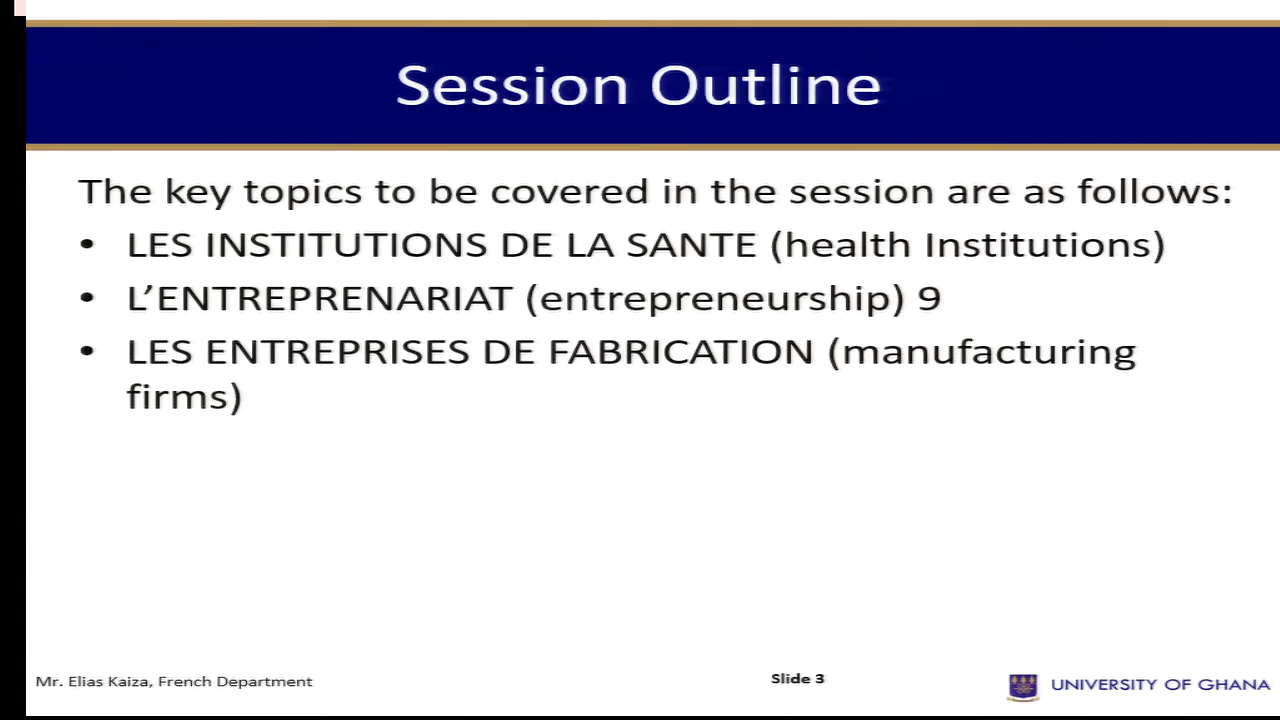 Session Outline
The key topics to be covered in the session are as follows:
• LES INSTITUTIONS DE LA SANTE (health Institutions)
• L’ENTREPRENARIAT (entrepreneurship) 9
• LES ENTREPRISES DE FABRICATION (manufacturing
firms)
Mr. Elias Kaiza, French Department
Slide 3
UNIVERSITY OF GHANA